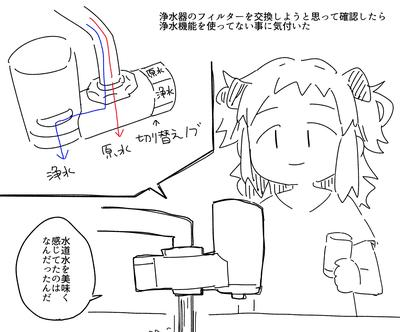 浄水器のフィルターを交換しようと思って確認したら
浄水機能を使ってない事に気付いた
原水
浄水
切り替えノブ
原水
浄水
水道水を美味く
感じてたのは
なんだったんだ